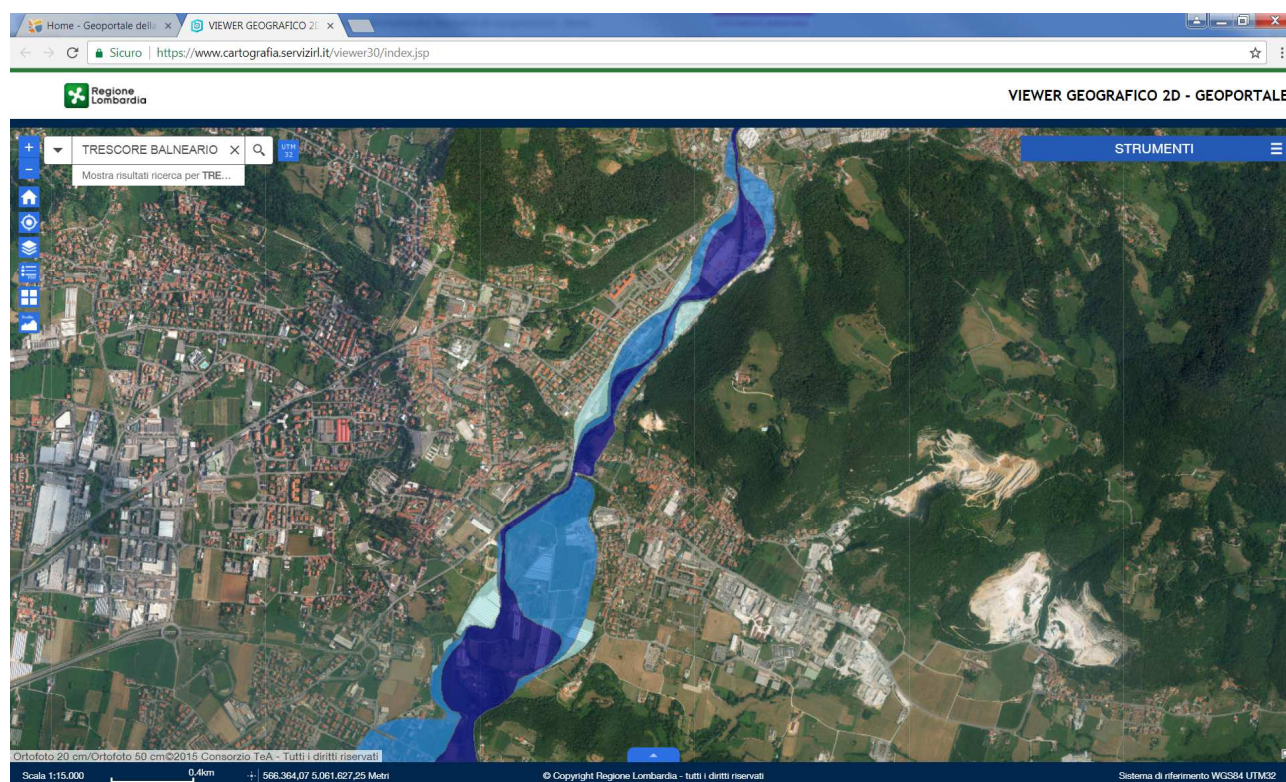 Home - Geoportale della
VIEWER GEOGRAFICO 2D
Sicuro | https://www.cartografia.servizirl.it/viewer30/index.jsp
Regione
Lombardia
VIEWER GEOGRAFICO 2D - GEOPORTALE
+
-
TRESCORE BALNEARIO
UTM
32
STRUMENTI
Mostra risultati ricerca per TRE...
Ortofoto 20 cm/Ortofoto 50 cm©2015 Consorzio TeA - Tutti i diritti riservati
Scala 1:15.000
0.4km
566.364,07 5.061.627,25 Metri
© Copyright Regione Lombardia - tutti i diritti riservati
Sistema di riferimento WGS84 UTM32